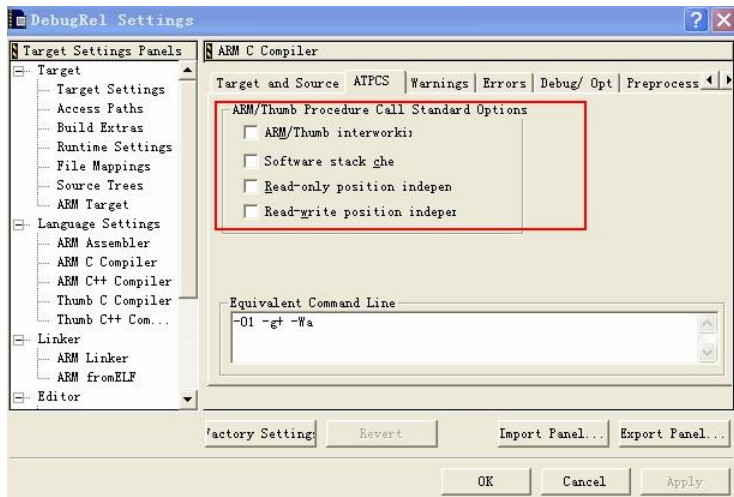 DebugRel Settings
Target Settings Panels
Target
Target Settings
Access Paths
Build Extras
Runtime Settings
File Mappings
Source Trees
ARM Target
Language Settings
ARM Assembler
ARM C Compiler
ARM C++ Compiler
Thumb C Compiler
Thumb C++ Com...
Linker
ARM Linker
ARM fromELF
Editor
ARM C Compiler
Target and Source ATPCS Warnings Errors Debug/ Opt Preprocess
ARM/Thumb Procedure Call Standard Options
ARM/Thumb interworkin
Software stack che
Read-only position indepen
Read-write position indeper
Equivalent Command Line
-O1 -g+ -Wa
Factory Setting: Revert Import Panel... Export Panel...
OK Cancel Apply